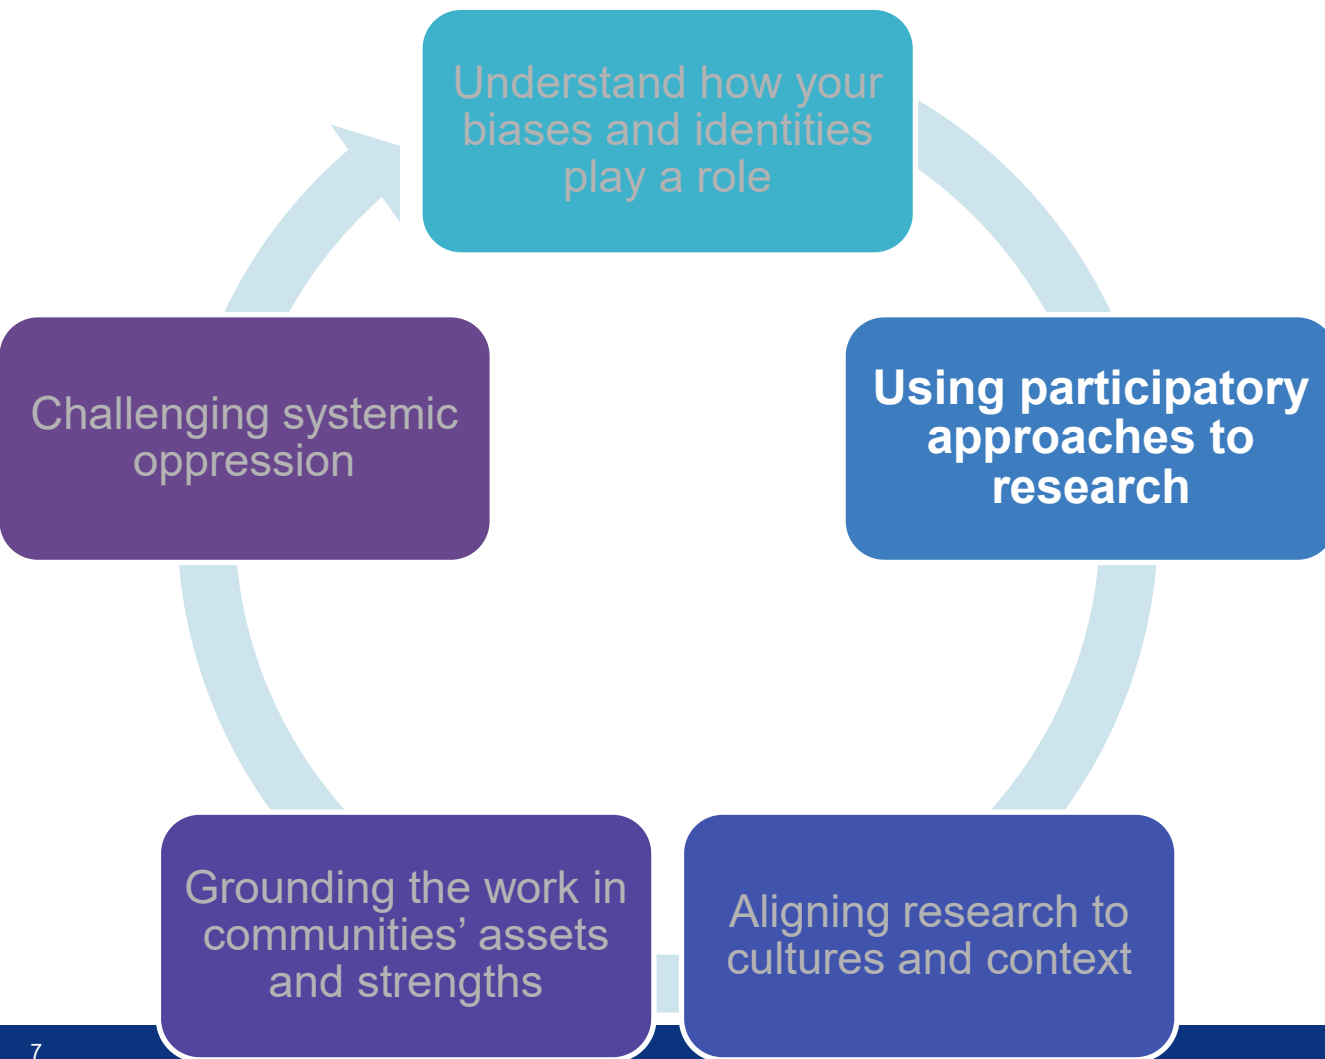 Understand how your
biases and identities
play a role
Using participatory
approaches to
research
Aligning research to
cultures and context
Grounding the work in
communities’ assets
and strengths
Challenging systemic
oppression
7